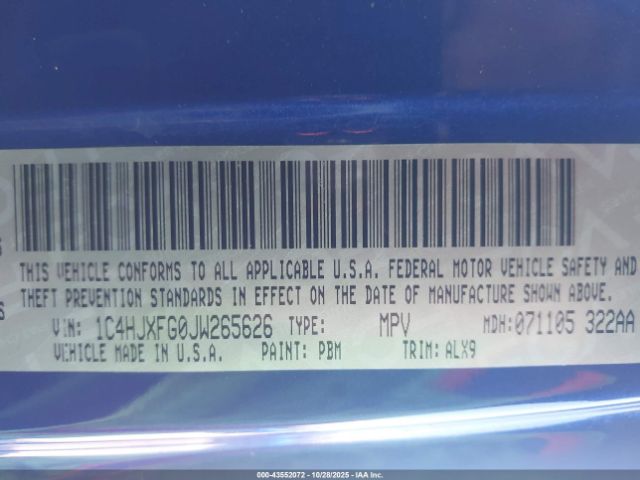 THIS VEHICLE CONFORMS TO ALL APPLICABLE U.S.A. FEDERAL MOTOR VEHICLE SAFETY AND
THEFT PREVENTION STANDARDS IN EFFECT ON THE DATE OF MANUFACTURE SHOWN ABOVE.
VIN: 1C4HJXFG0JW265626 TYPE: MPV MDH:071105 322AA
VEHICLE MADE IN U.S.A. PAINT: PBM TRIM: ALX9
000-43552072 - 10/28/2025 - IAA Inc.